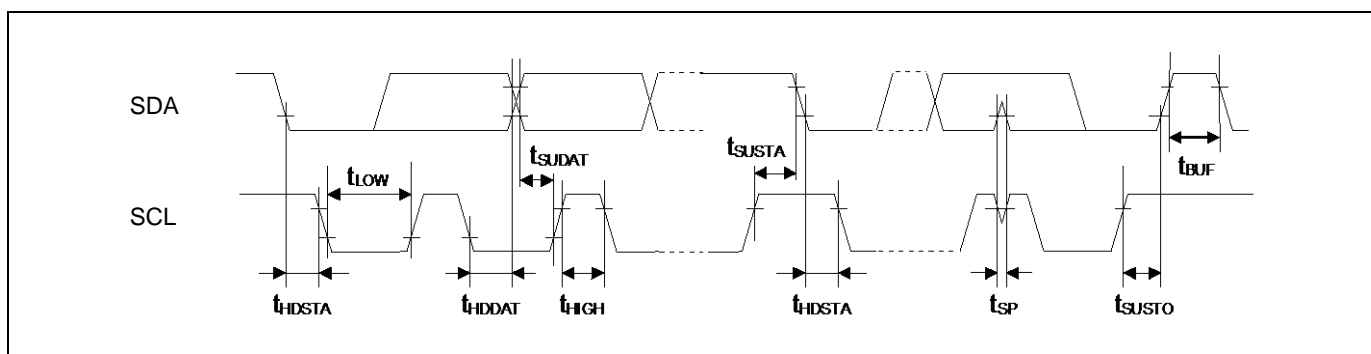 SDA
tSUDAT
tSUSTA
tBUF
tLOW
SCL
tHDSTA
tHDDAT
tHIGH
tHDSTA
tSP
tSUSTO